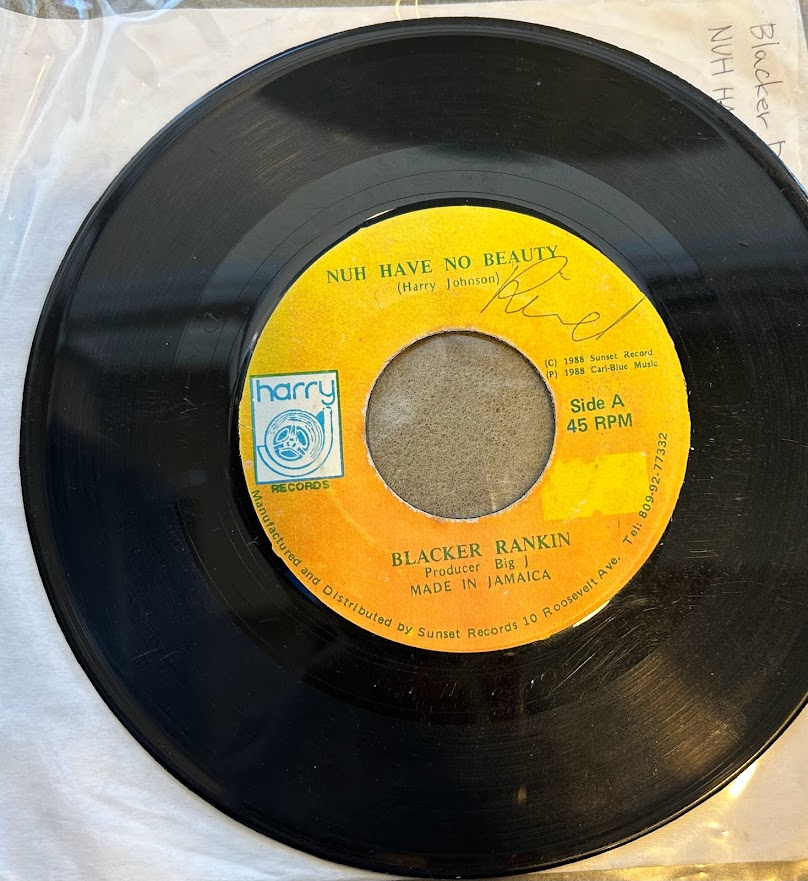 Blacker
NUH HA
NUH HAVE NO BEAUTY
(Harry Johnson)
(C) 1988 Sunset Record
(P) 1988 Cari-Blue Music
Side A
45 RPM
harry
RECORDS
BLACKER RANKIN
Producer Big J
MADE IN JAMAICA
Manufactured and Distributed by Sunset Records 10 Roosevelt Ave. Tel: 809-92-77332